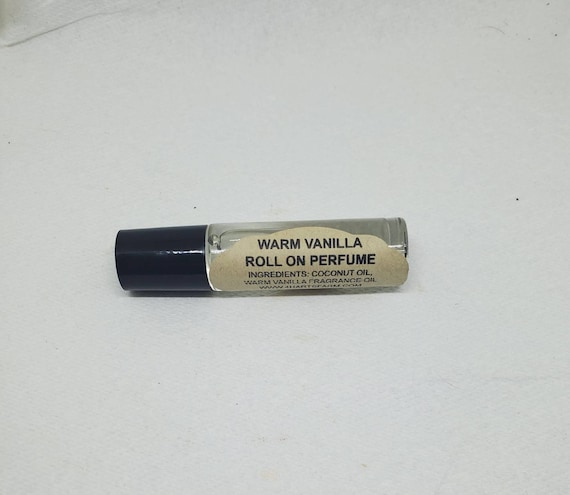 WARM VANILLA
ROLL ON PERFUME
INGREDIENTS: COCONUT OIL,
WARM VANILLA FRAGRANCE OIL